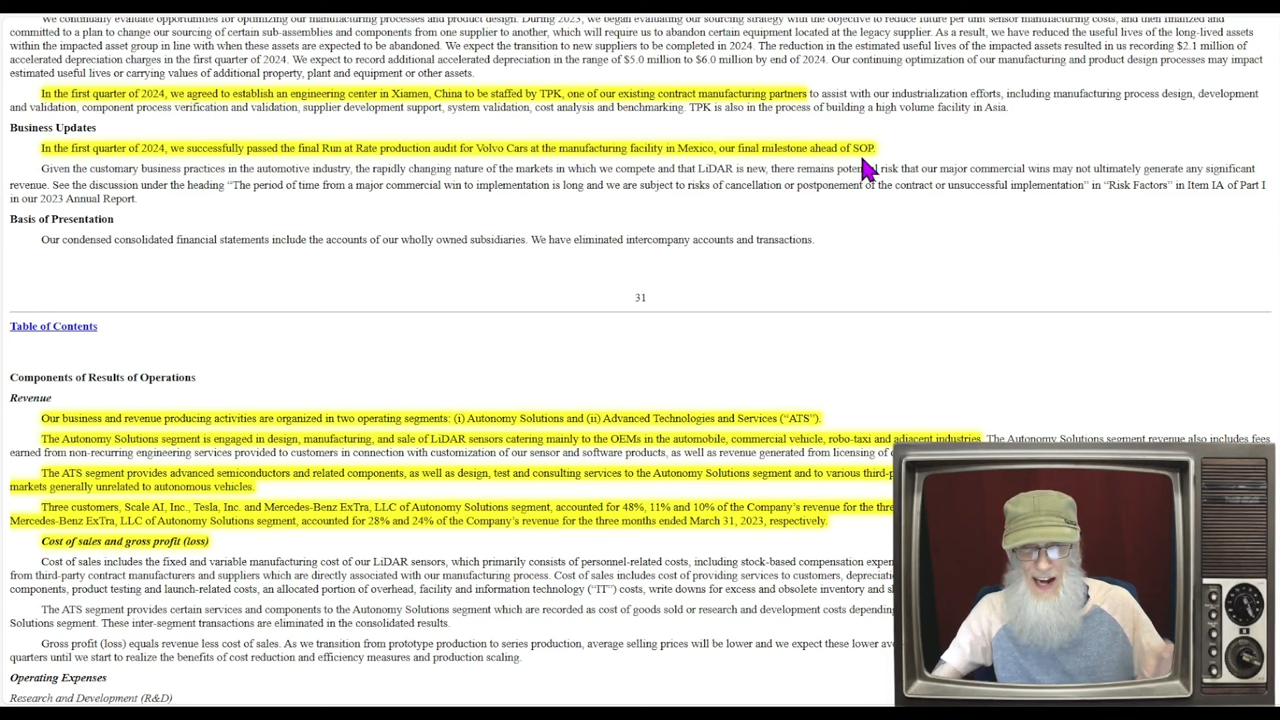 We continually evaluate opportunities for optimizing our manufacturing processes and product design. During 2023, we began evaluating our sourcing strategy with the objective to reduce future per unit sensor manufacturing costs, and then finalized and
committed to a plan to change our sourcing of certain sub-assemblies and components from one supplier to another, which will require us to abandon certain equipment located at the legacy supplier. As a result, we have reduced the useful lives of the long-lived assets
within the impacted asset group in line with when these assets are expected to be abandoned. We expect the transition to new suppliers to be completed in 2024. The reduction in the estimated useful lives of the impacted assets resulted in us recording $2.1 million of
accelerated depreciation charges in the first quarter of 2024. We expect to record additional accelerated depreciation in the range of $5.0 million to $6.0 million by end of 2024. Our continuing optimization of our manufacturing and product design processes may impact
estimated useful lives or carrying values of additional property, plant and equipment or other assets.
In the first quarter of 2024, we agreed to establish an engineering center in Xiamen, China to be staffed by TPK, one of our existing contract manufacturing partners to assist with our industrialization efforts, including manufacturing process design, development
and validation, component process verification and validation, supplier development support, system validation, cost analysis and benchmarking. TPK is also in the process of building a high volume facility in Asia.
Business Updates
In the first quarter of 2024, we successfully passed the final Run at Rate production audit for Volvo Cars at the manufacturing facility in Mexico, our final milestone ahead of SOP.
Given the customary business practices in the automotive industry, the rapidly changing nature of the markets in which we compete and that LiDAR is new, there remains risk that our major commercial wins may not ultimately generate any significant
revenue. See the discussion under the heading “The period of time from a major commercial win to implementation is long and we are subject to risks of cancellation or postponement of the contract or unsuccessful implementation” in “Risk Factors” in Item IA of Part I
in our 2023 Annual Report.
Basis of Presentation
Our condensed consolidated financial statements include the accounts of our wholly owned subsidiaries. We have eliminated intercompany accounts and transactions.
31
Table of Contents
Components of Results of Operations
Revenue
Our business and revenue producing activities are organized in two operating segments: (i) Autonomy Solutions and (ii) Advanced Technologies and Services (“ATS”).
The Autonomy Solutions segment is engaged in design, manufacturing, and sale of LiDAR sensors catering mainly to the OEMs in the automobile, commercial vehicle, robo-taxi and adjacent industries. The Autonomy Solutions segment revenue also includes fees
earned from non-recurring engineering services provided to customers in connection with customization of our sensor and software products, as well as revenue generated from licensing of
The ATS segment provides advanced semiconductors and related components, as well as design, test and consulting services to the Autonomy Solutions segment and to various third-p
markets generally unrelated to autonomous vehicles.
Three customers, Scale AI, Inc., Tesla, Inc. and Mercedes-Benz ExTra, LLC of Autonomy Solutions segment, accounted for 48%, 11% and 10% of the Company’s revenue for the thre
Mercedes-Benz ExTra, LLC of Autonomy Solutions segment, accounted for 28% and 24% of the Company’s revenue for the three months ended March 31, 2023, respectively.
Cost of sales and gross profit (loss)
Cost of sales includes the fixed and variable manufacturing cost of our LiDAR sensors, which primarily consists of personnel-related costs, including stock-based compensation expen
from third-party contract manufacturers and suppliers which are directly associated with our manufacturing process. Cost of sales includes cost of providing services to customers, depreciatio
components, product testing and launch-related costs, an allocated portion of overhead, facility and information technology (“IT”) costs, write downs for excess and obsolete inventory and s
The ATS segment provides certain services and components to the Autonomy Solutions segment which are recorded as cost of goods sold or research and development costs depending
Solutions segment. These inter-segment transactions are eliminated in the consolidated results.
Gross profit (loss) equals revenue less cost of sales. As we transition from prototype production to series production, average selling prices will be lower and we expect these lower ave
quarters until we start to realize the benefits of cost reduction and efficiency measures and production scaling.
Operating Expenses
Research and Development (R&D)